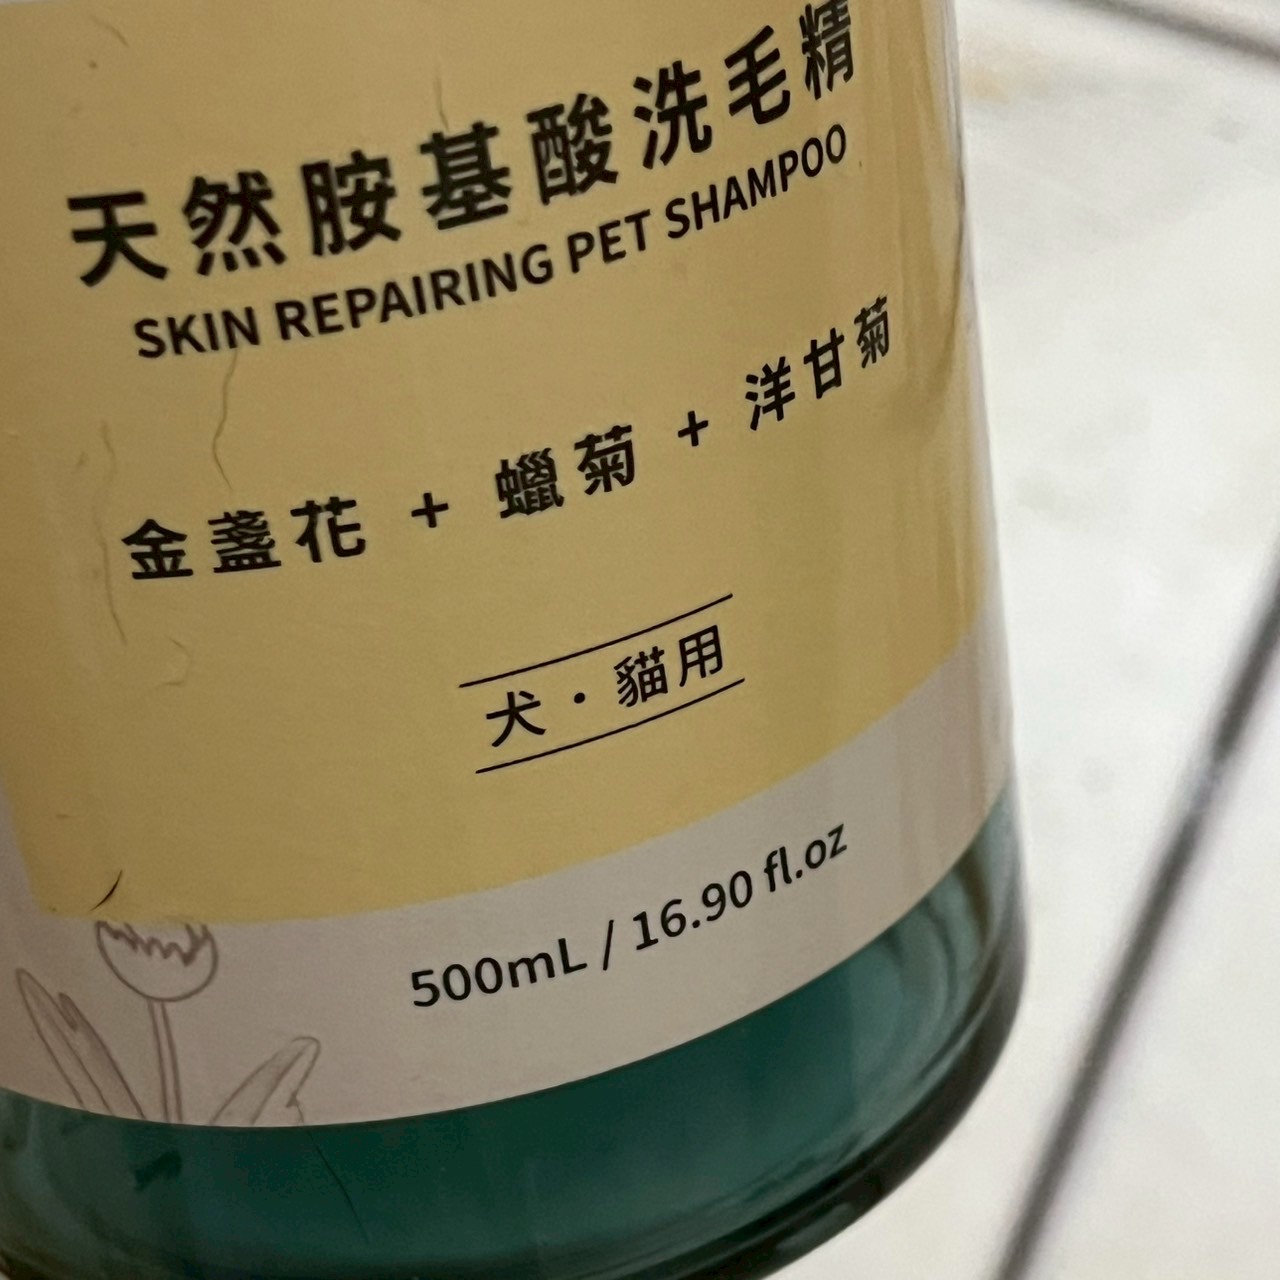 天然胺基酸洗毛精
SKIN REPAIRING PET SHAMPOO
金盞花 + 蠟菊 + 洋甘菊
犬・貓用
500mL / 16.90 fl.oz